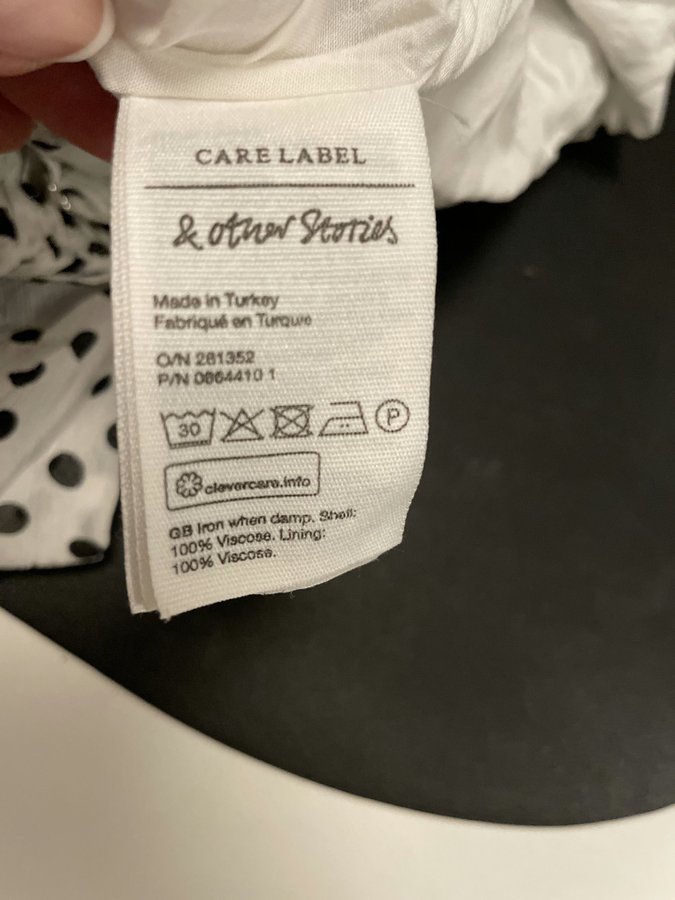 CARE LABEL
& other Stories
Made in Turkey
Fabriqué en Turquie
O/N 261352
P/N 0864410 1
30
P
clevercare.info
GB Iron when damp. Shell:
100% Viscose. Lining:
100% Viscose.